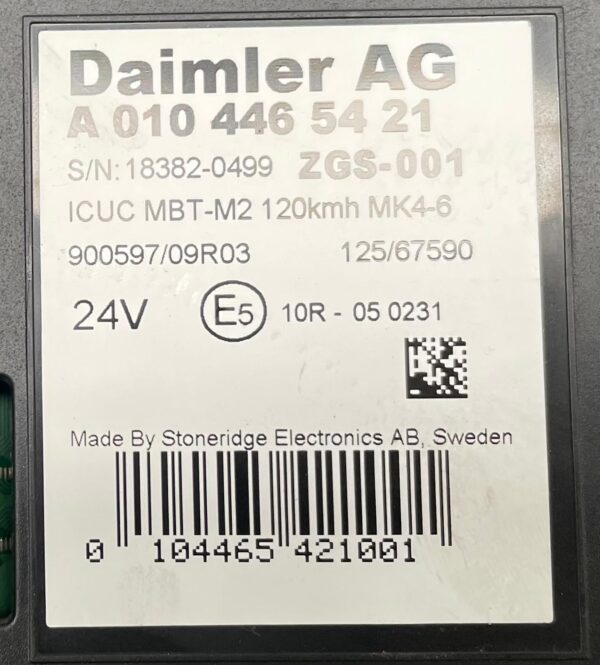 Daimler AG
A 010 446 54 21
S/N: 18382-0499 ZGS-001
ICUC MBT-M2 120kmh MK4-6
900597/09R03 125/67590
24V E5 10R - 05 0231
Made By Stoneridge Electronics AB, Sweden
0 104465 421001